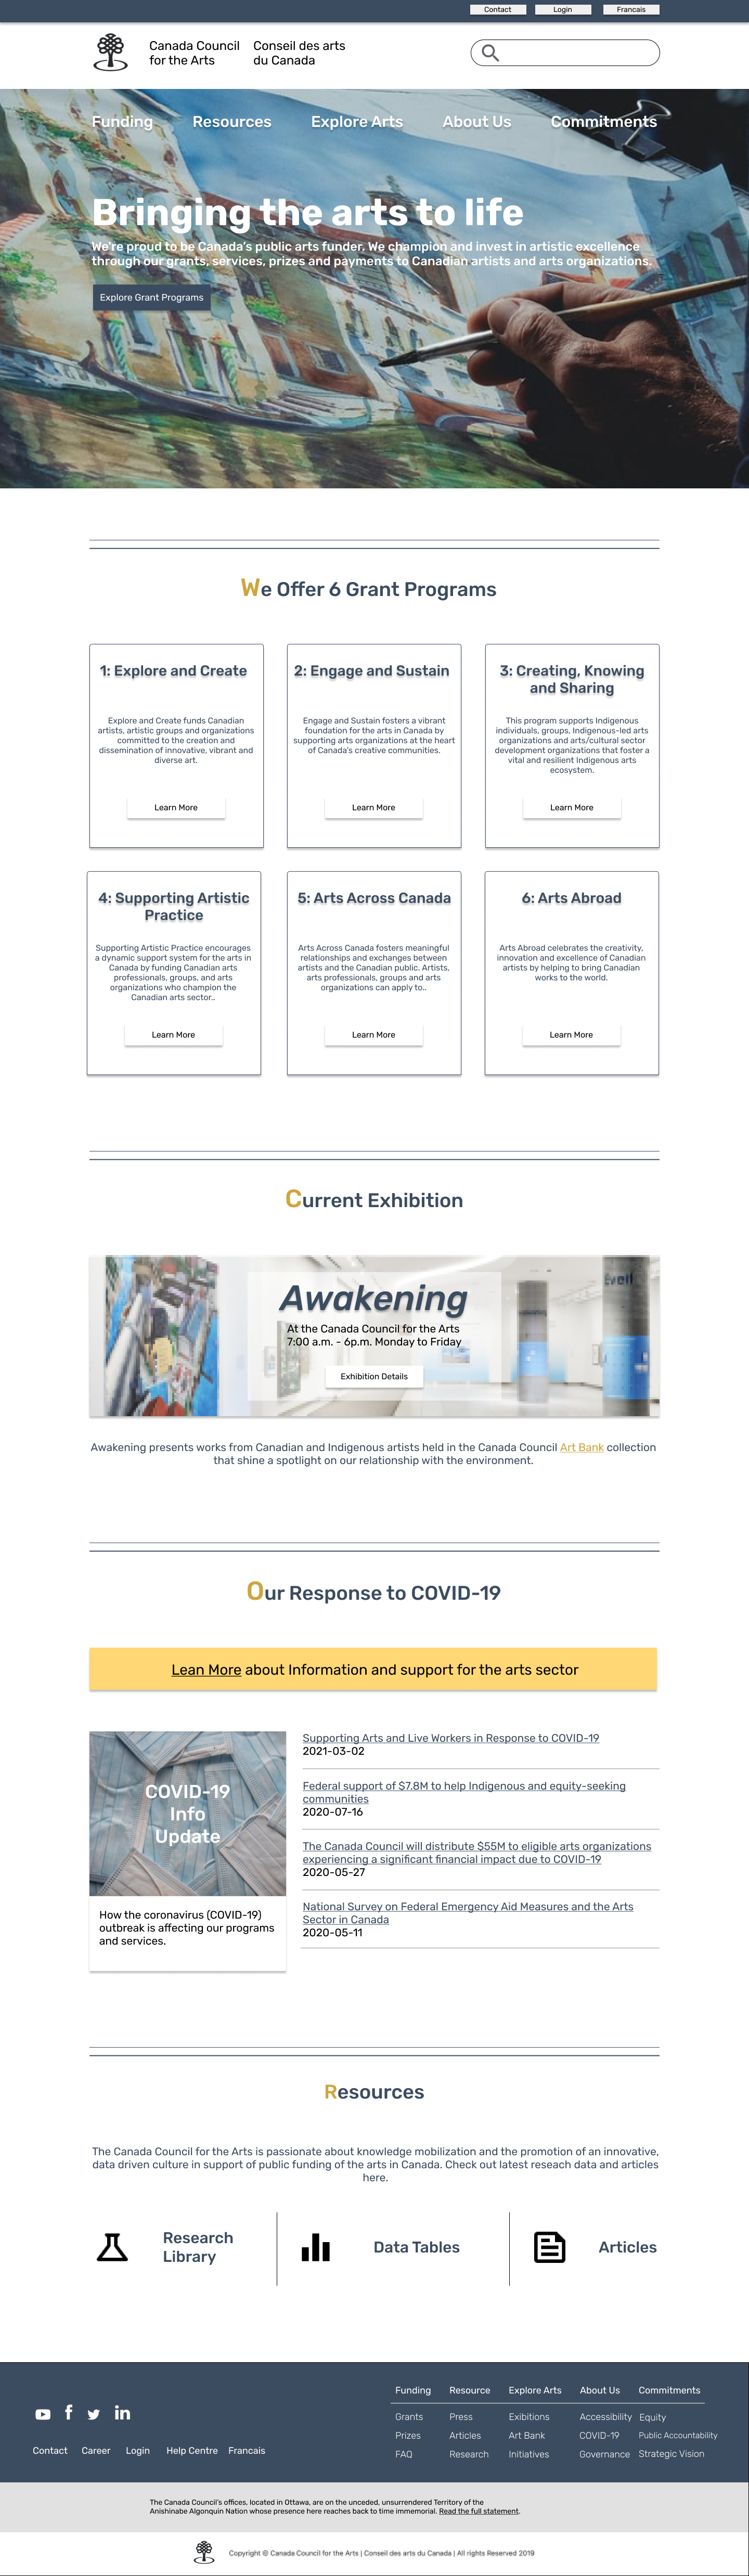 Contact Login Francais
Canada Council Conseil des arts
for the Arts du Canada
Funding Resources Explore Arts About Us Commitments
Bringing the arts to life
We're proud to be Canada's public arts funder. We champion and invest in artistic excellence
through our grants, services, prizes and payments to Canadian artists and arts organizations.
Explore Grant Programs
We Offer 6 Grant Programs
1: Explore and Create
Explore and Create funds Canadian
artists, artistic groups and organizations
committed to the creation and
dissemination of innovative, vibrant and
diverse art.
Learn More
2: Engage and Sustain
Engage and Sustain fosters a vibrant
foundation for the arts in Canada by
supporting arts organizations at the heart
of Canada's creative communities.
Learn More
3: Creating, Knowing
and Sharing
This program supports Indigenous
individuals, groups, Indigenous-led arts
organizations and arts/cultural sector
development organizations that foster a
vital and resilient Indigenous arts
ecosystem.
Learn More
4: Supporting Artistic
Practice
Supporting Artistic Practice encourages
a dynamic support system for the arts in
Canada by funding Canadian arts
professionals, groups, and arts
organizations who champion the
Canadian arts sector..
Learn More
5: Arts Across Canada
Arts Across Canada fosters meaningful
relationships and exchanges between
artists and the Canadian public. Artists,
arts professionals, groups and arts
organizations can apply to..
Learn More
6: Arts Abroad
Arts Abroad celebrates the creativity,
innovation and excellence of Canadian
artists by helping to bring Canadian
works to the world.
Learn More
Current Exhibition
Awakening
At the Canada Council for the Arts
7:00 a.m. - 6p.m. Monday to Friday
Exhibition Details
Awakening presents works from Canadian and Indigenous artists held in the Canada Council Art Bank collection
that shine a spotlight on our relationship with the environment.
Our Response to COVID-19
Lean More about Information and support for the arts sector
COVID-19
Info
Update
How the coronavirus (COVID-19)
outbreak is affecting our programs
and services.
Supporting Arts and Live Workers in Response to COVID-19
2021-03-02
Federal support of $7.8M to help Indigenous and equity-seeking
communities
2020-07-16
The Canada Council will distribute $55M to eligible arts organizations
experiencing a significant financial impact due to COVID-19
2020-05-27
National Survey on Federal Emergency Aid Measures and the Arts
Sector in Canada
2020-05-11
Resources
The Canada Council for the Arts is passionate about knowledge mobilization and the promotion of an innovative,
data driven culture in support of public funding of the arts in Canada. Check out latest reseach data and articles
here.
Research
Library
Data Tables
Articles
Funding Resource Explore Arts About Us Commitments
Grants Press Exibitions Accessibility Equity
Prizes Articles Art Bank COVID-19 Public Accountability
FAQ Research Initiatives Governance Strategic Vision
Contact Career Login Help Centre Francais
The Canada Council's offices, located in Ottawa, are on the unceded, unsurrendered Territory of the
Anishinabe Algonquin Nation whose presence here reaches back to time immemorial. Read the full statement.
Copyright © Canada Council for the Arts | Conseil des arts du Canada | All rights Reserved 2019